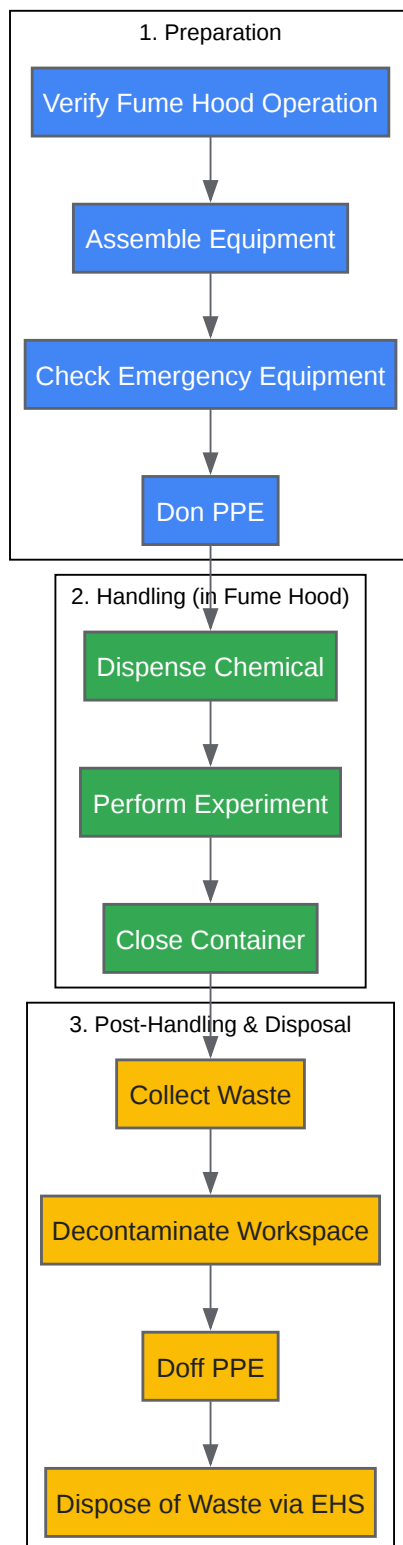 1. Preparation
Verify Fume Hood Operation
Assemble Equipment
Check Emergency Equipment
Don PPE
2. Handling (in Fume Hood)
Dispense Chemical
Perform Experiment
Close Container
3. Post-Handling & Disposal
Collect Waste
Decontaminate Workspace
Doff PPE
Dispose of Waste via EHS